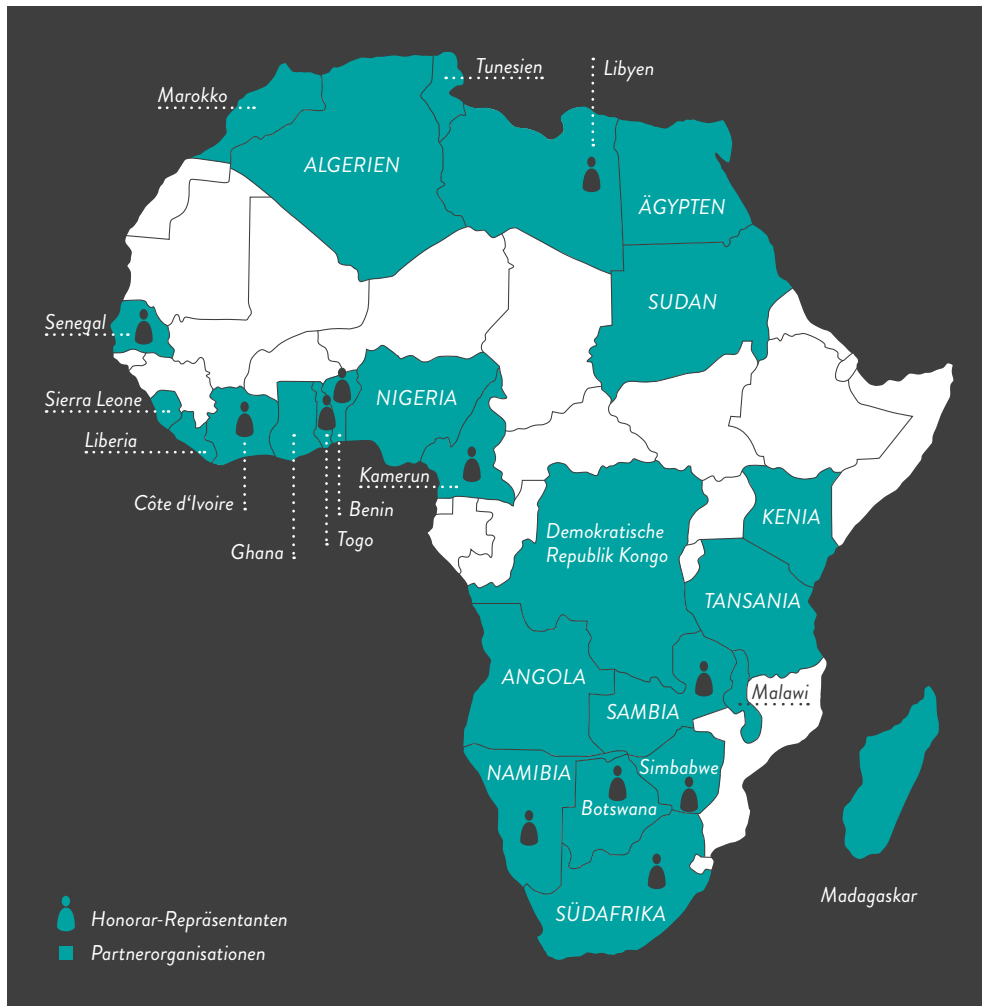 Tunesien
Libyen
Marokko
ALGERIEN
ÄGYPTEN
SUDAN
Senegal
NIGERIA
Sierra Leone
Liberia
Kamerun
Côte d‘Ivoire
Benin
Togo
Ghana
Demokratische
Republik Kongo
KENIA
TANSANIA
ANGOLA
Malawi
SAMBIA
Simbabwe
NAMIBIA
Botswana
SÜDAFRIKA
Madagaskar
Honorar-Repräsentanten
Partnerorganisationen